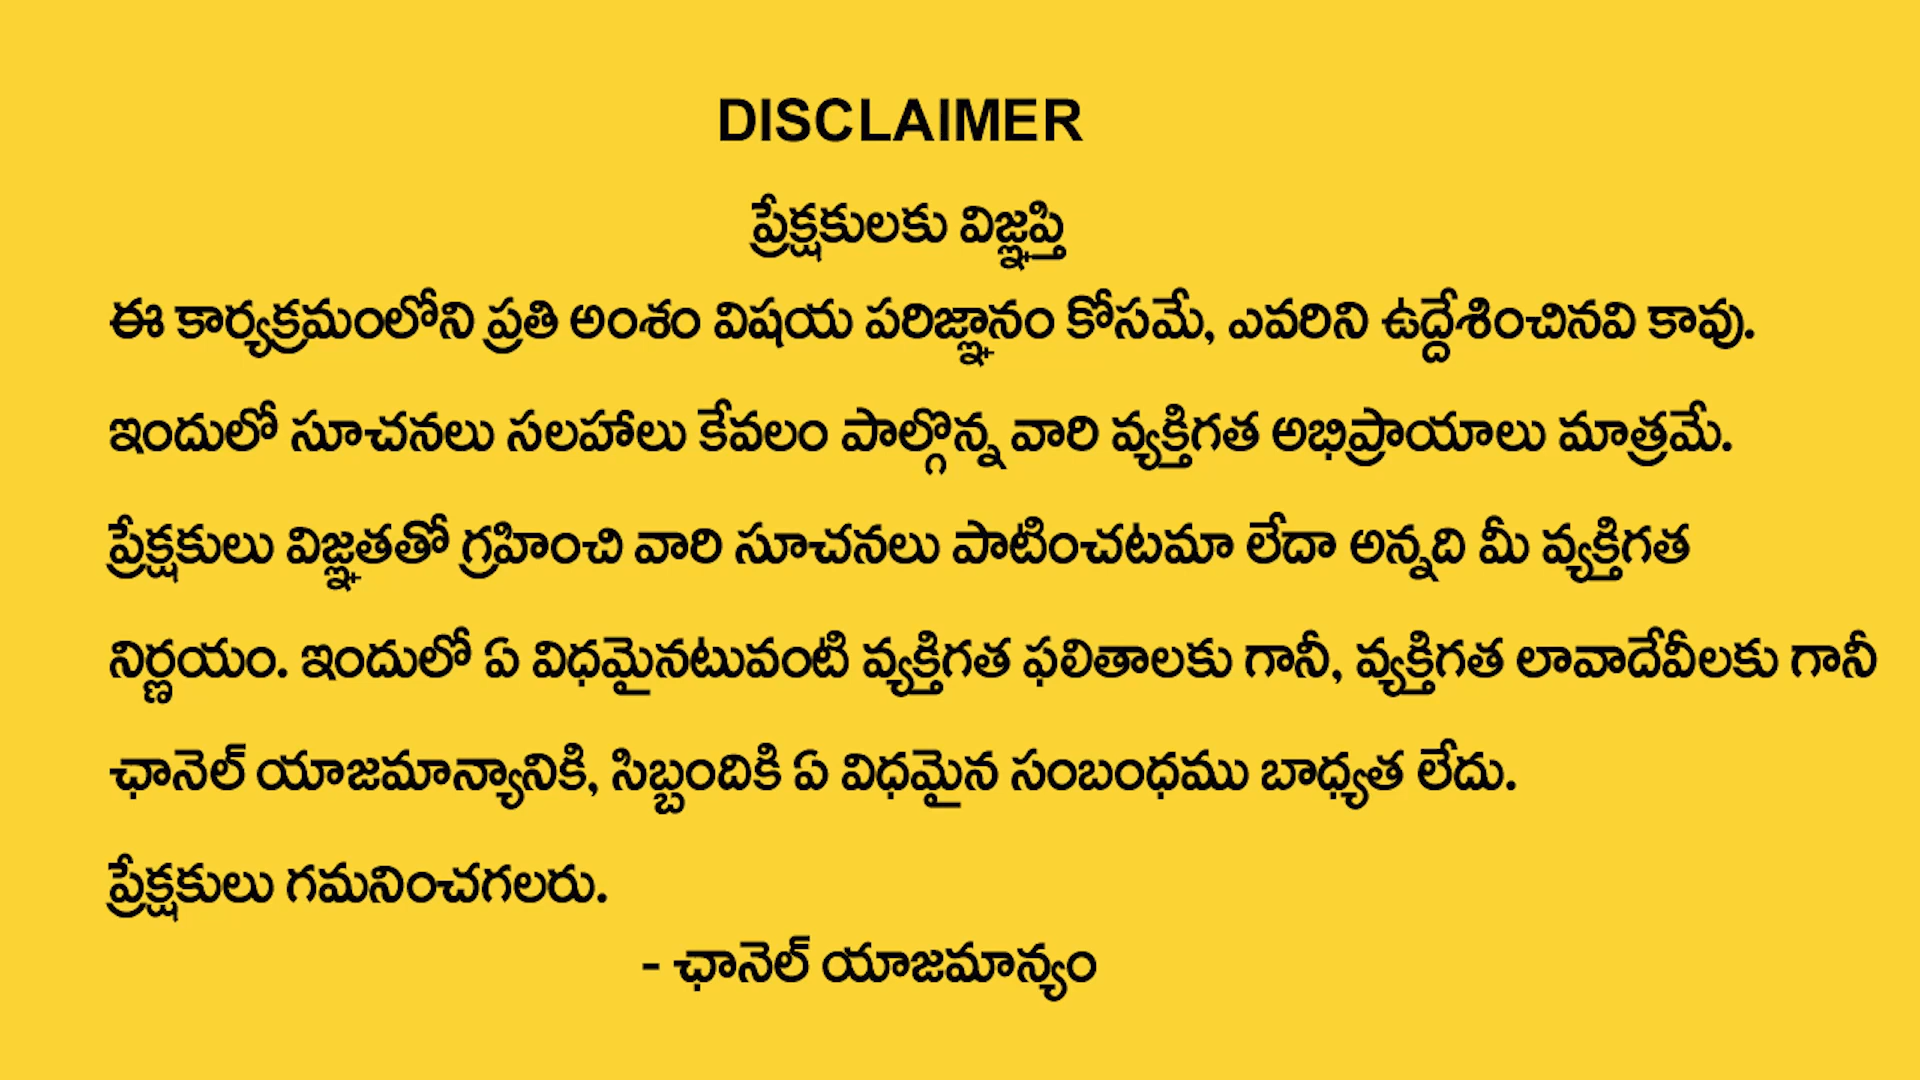 DISCLAIMER
ప్రేక్షకులకు విజ్ఞప్తి
ఈ కార్యక్రమంలోని ప్రతి అంశం విషయ పరిజ్ఞానం కోసమే, ఎవరిని ఉద్దేశించినవి కావు.
ఇందులో సూచనలు సలహాలు కేవలం పాల్గొన్న వారి వ్యక్తిగత అభిప్రాయాలు మాత్రమే.
ప్రేక్షకులు విజ్ఞతతో గ్రహించి వారి సూచనలు పాటించటమా లేదా అన్నది మీ వ్యక్తిగత
నిర్ణయం. ఇందులో ఏ విధమైనటువంటి వ్యక్తిగత ఫలితాలకు గానీ, వ్యక్తిగత లావాదేవీలకు గానీ
ఛానెల్ యాజమాన్యానికి, సిబ్బందికి ఏ విధమైన సంబంధము బాధ్యత లేదు.
ప్రేక్షకులు గమనించగలరు.
- ఛానెల్ యాజమాన్యం